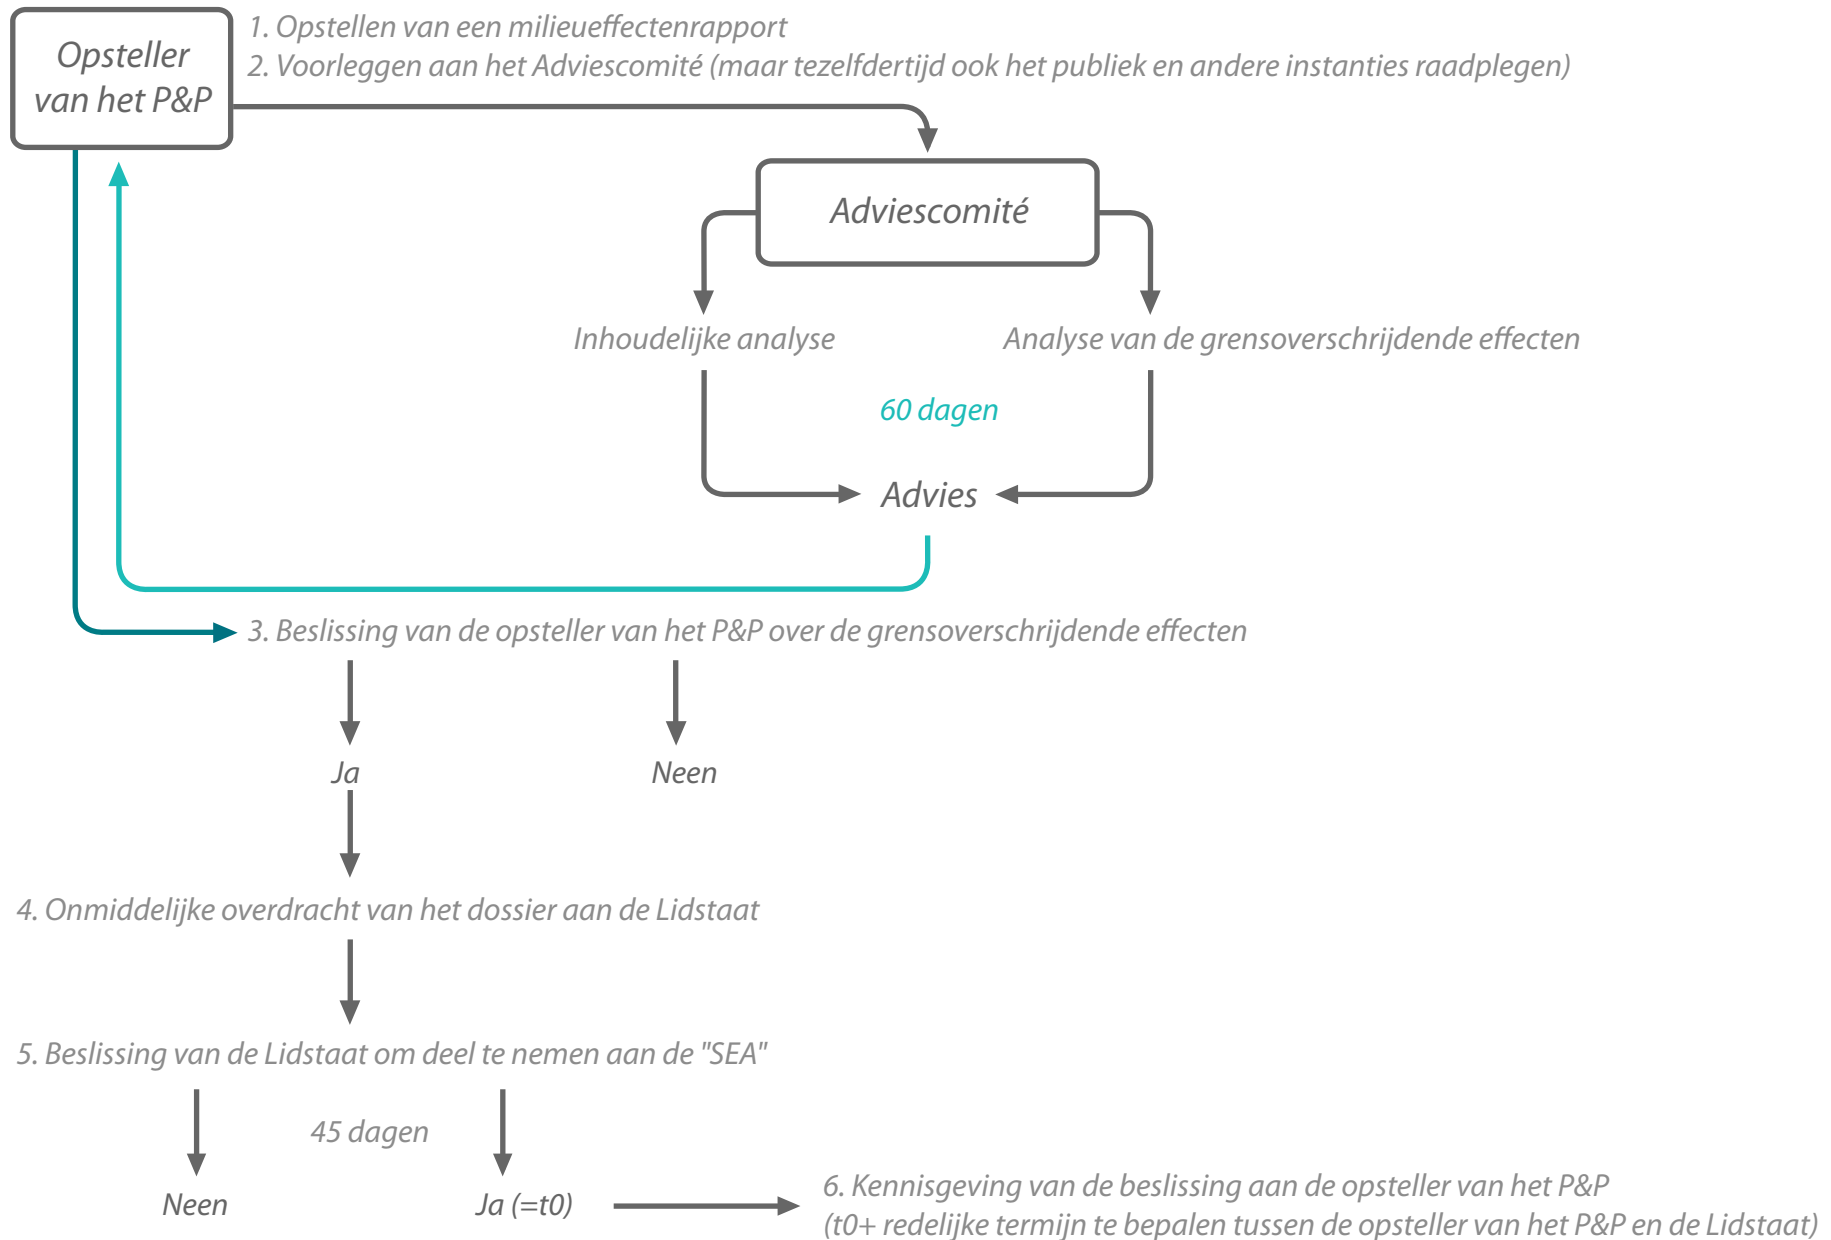 Opsteller
van het P&P
1. Opstellen van een milieueffectenrapport
2. Voorleggen aan het Adviescomité (maar tezelfdertijd ook het publiek en andere instanties raadplegen)
Adviescomité
Inhoudelijke analyse
Analyse van de grensoverschrijdende effecten
60 dagen
Advies
3. Beslissing van de opsteller van het P&P over de grensoverschrijdende effecten
Ja
Neen
4. Onmiddelijke overdracht van het dossier aan de Lidstaat
5. Beslissing van de Lidstaat om deel te nemen aan de "SEA"
45 dagen
Neen
Ja (=t0)
6. Kennisgeving van de beslissing aan de opsteller van het P&P
(t0+ redelijke termijn te bepalen tussen de opsteller van het P&P en de Lidstaat)